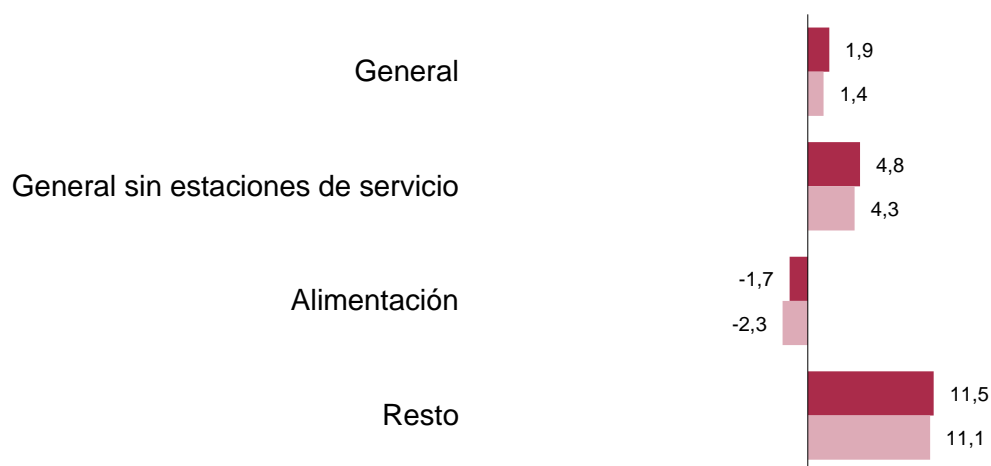 General
1,9
1,4
General sin estaciones de servicio
4,8
4,3
Alimentación
-1,7
-2,3
Resto
11,5
11,1